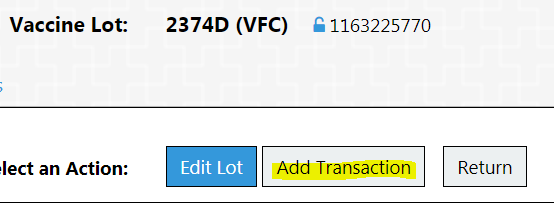 Vaccine Lot: 2374D (VFC) 1163225770
s
elect an Action: Edit Lot Add Transaction Return